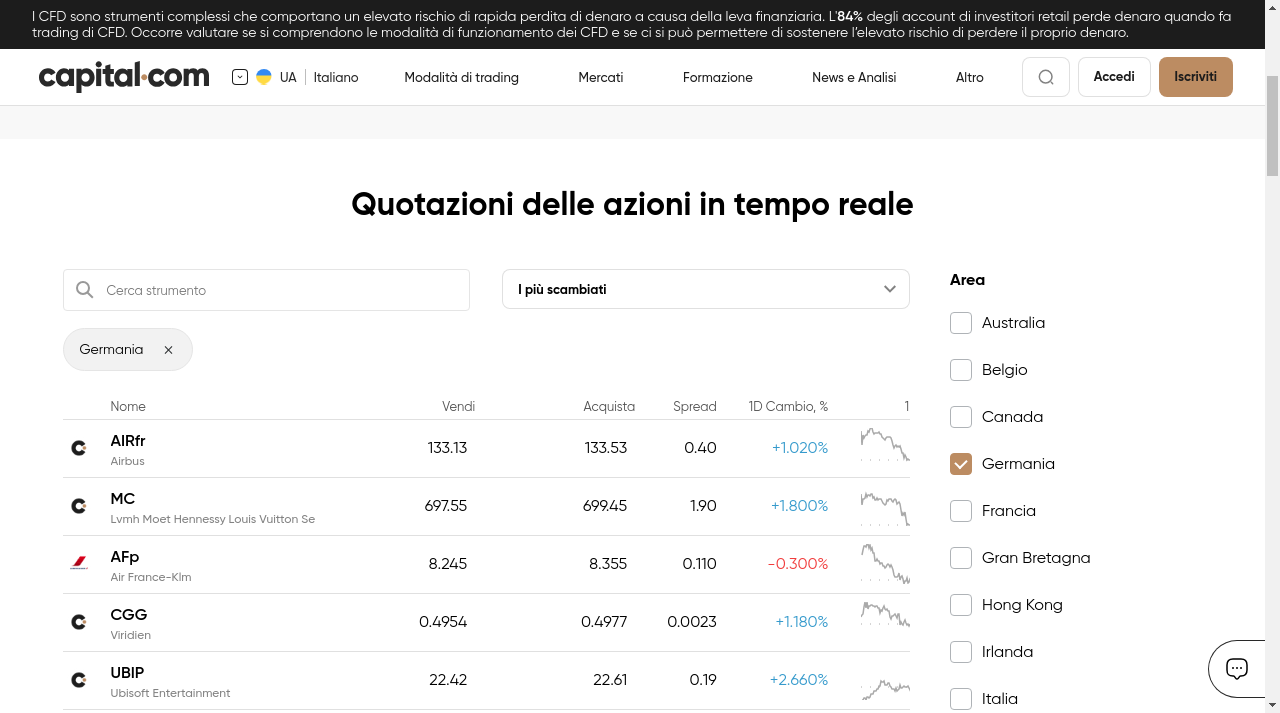 I CFD sono strumenti complessi che comportano un elevato rischio di rapida perdita di denaro a causa della leva finanziaria. L'84% degli account di investitori retail perde denaro quando fa
trading di CFD. Occorre valutare se si comprendono le modalità di funzionamento dei CFD e se ci si può permettere di sostenere l'elevato rischio di perdere il proprio denaro.
capital.com UA Italiano Modalità di trading Mercati Formazione News e Analisi Altro Accedi Iscriviti
Quotazioni delle azioni in tempo reale
Cerca strumento
I più scambiati
Germania
Nome Vendi Acquista Spread 1D Cambio, % 1
AIRfr 133.13 133.53 0.40 +1.020%
Airbus
MC 697.55 699.45 1.90 +1.800%
Lvmh Moet Hennessy Louis Vuitton Se
AFp 8.245 8.355 0.110 -0.300%
Air France-Klm
CGG 0.4954 0.4977 0.0023 +1.180%
Viridien
UBIP 22.42 22.61 0.19 +2.660%
Ubisoft Entertainment
Area
Australia
Belgio
Canada
Germania
Francia
Gran Bretagna
Hong Kong
Irlanda
Italia